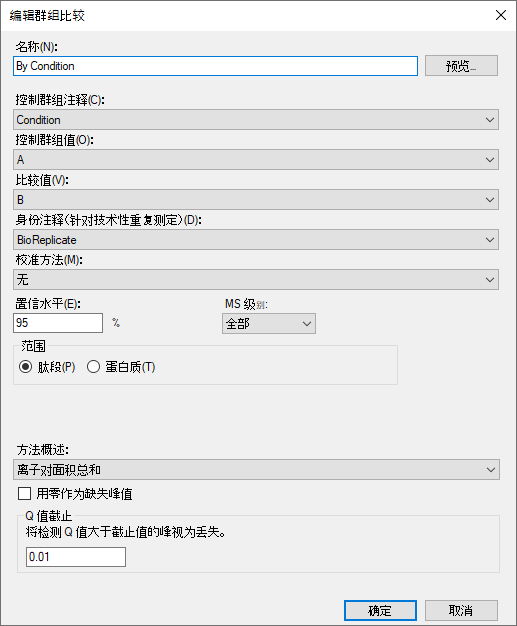 编辑群组比较
名称(N):
By Condition
预览...
控制群组注释(C):
Condition
控制群组值(O):
A
比较值(V):
B
身份注释(针对技术性重复测定)(D):
BioReplicate
校准方法(M):
无
置信水平(E):
MS 级别:
95
%
全部
范围
肽段(P)
蛋白质(T)
方法概述:
离子对面积总和
用零作为缺失峰值
Q 值截止
将检测 Q 值大于截止值的峰视为丢失。
0.01
确定
取消